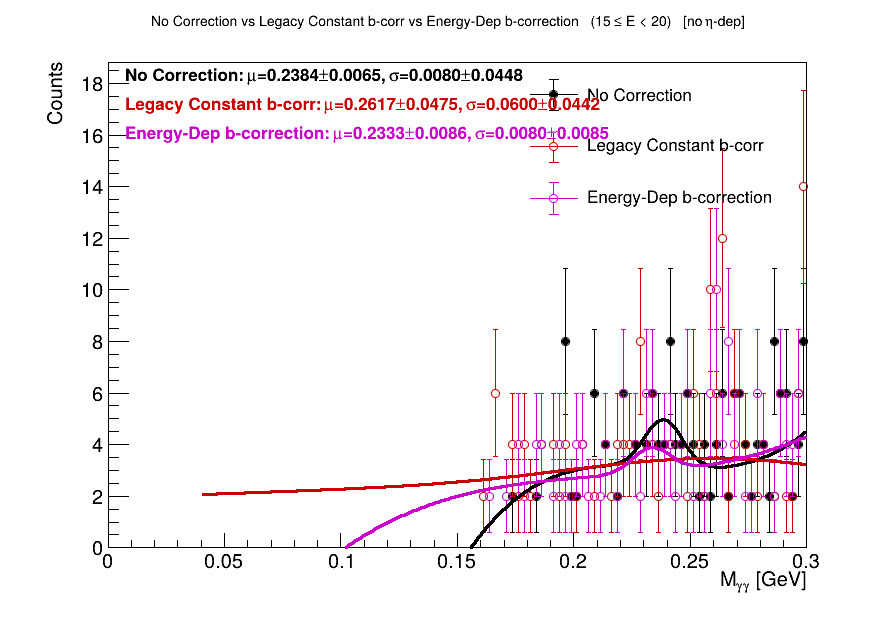 No Correction vs Legacy Constant b-corr vs Energy-Dep b-correction (15 ≤ E < 20) [no η-dep]
Counts
No Correction: μ=0.2384±0.0065, σ=0.0080±0.0448
Legacy Constant b-corr: μ=0.2617±0.0475, σ=0.0600±0.0442
Energy-Dep b-correction: μ=0.2333±0.0086, σ=0.0080±0.0085
No Correction
Legacy Constant b-corr
Energy-Dep b-correction
18
16
14
12
10
8
6
4
2
0
0 0.05 0.1 0.15 0.2 0.25 0.3
Mγγ [GeV]